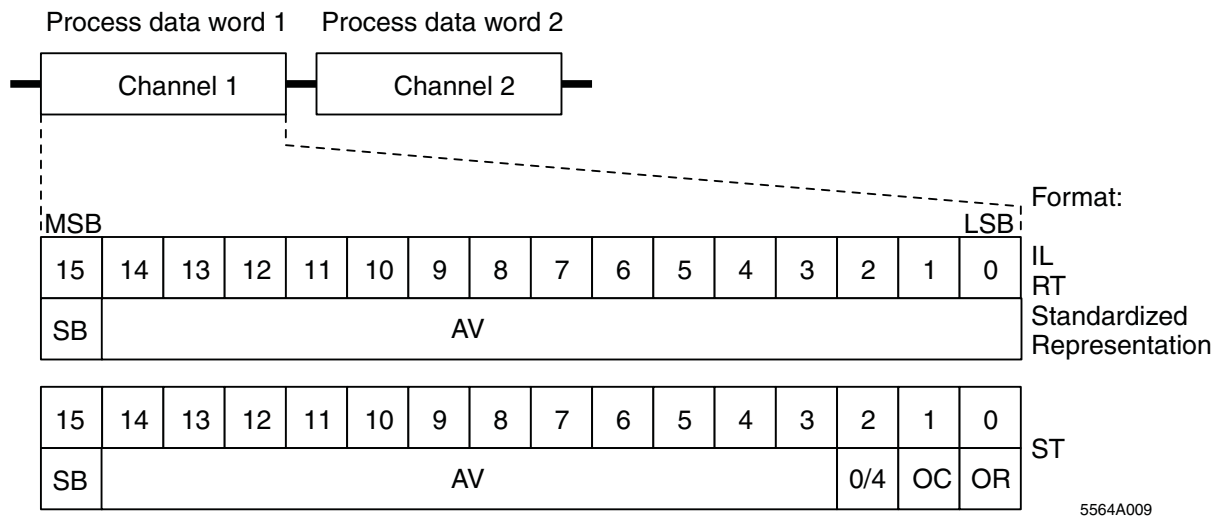 Process data word 1 Process data word 2
Channel 1 Channel 2
Format:
MSB LSB
15 14 13 12 11 10 9 8 7 6 5 4 3 2 1 0
IL
RT
SB AV
Standardized
Representation
15 14 13 12 11 10 9 8 7 6 5 4 3 2 1 0
ST
SB AV 0/4 OC OR
5564A009